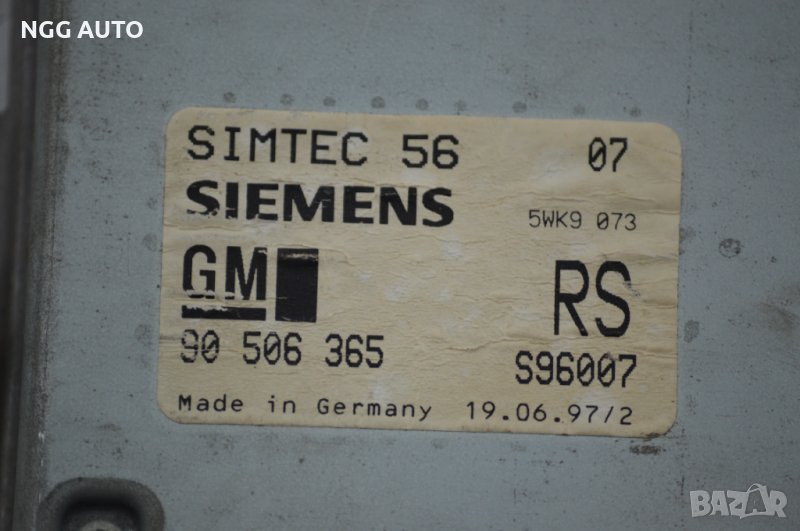 NGG AUTO
SIMTEC 56 07
SIEMENS 5WK9 073
GM RS
90 506 365 S96007
Made in Germany 19.06.97/2
BAZAR